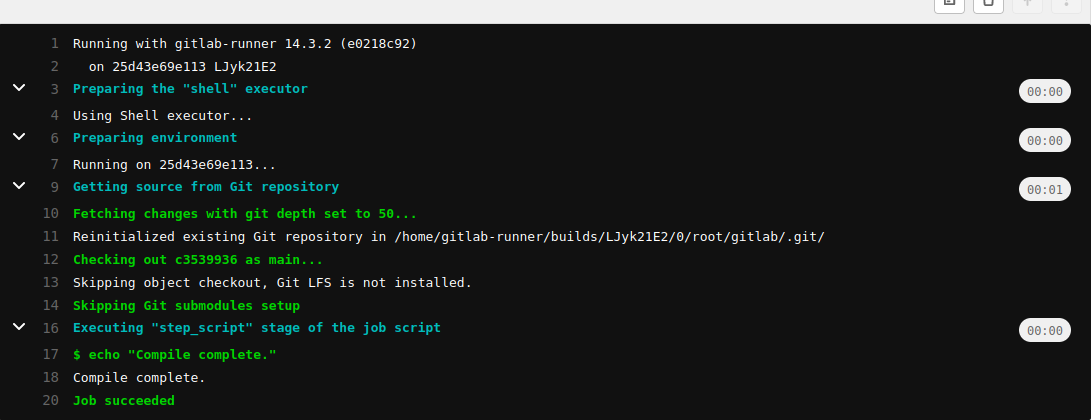 1 Running with gitlab-runner 14.3.2 (e0218c92)
2 on 25d43e69e113 LJyk21E2
3 Preparing the "shell" executor 00:00
4 Using Shell executor...
6 Preparing environment 00:00
7 Running on 25d43e69e113...
9 Getting source from Git repository 00:01
10 Fetching changes with git depth set to 50...
11 Reinitialized existing Git repository in /home/gitlab-runner/builds/LJyk21E2/0/root/gitlab/.git/
12 Checking out c3539936 as main...
13 Skipping object checkout, Git LFS is not installed.
14 Skipping Git submodules setup
16 Executing "step_script" stage of the job script 00:00
17 $ echo "Compile complete."
18 Compile complete.
20 Job succeeded